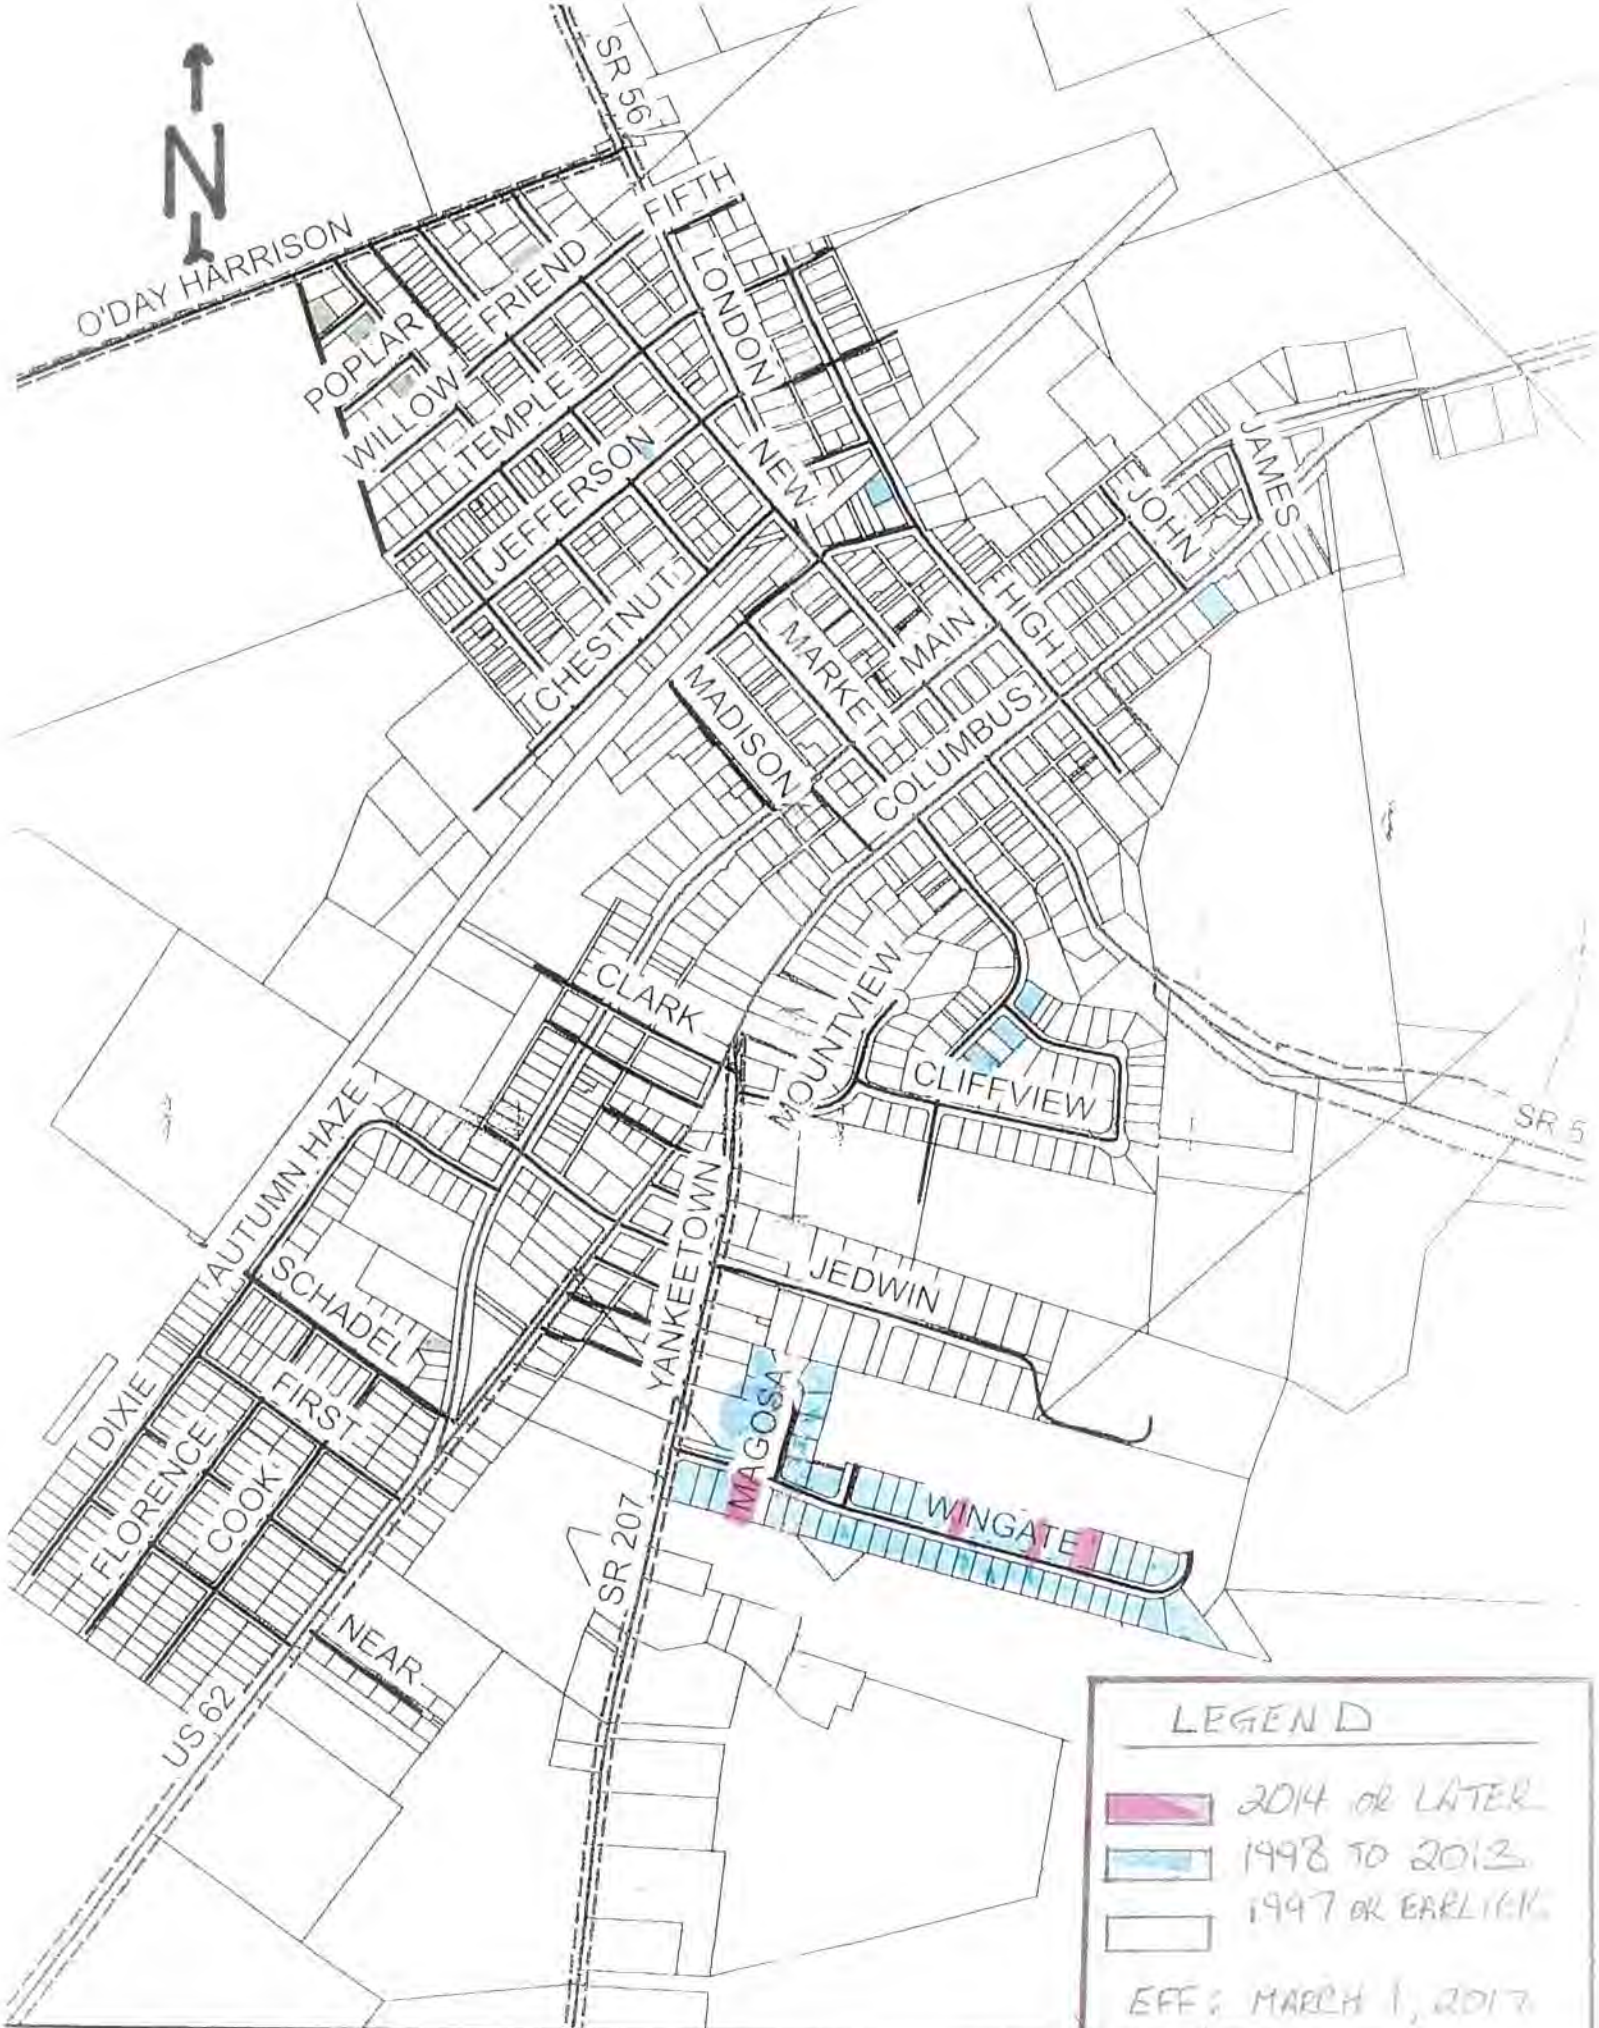 SR 56
N
FIFTH
O'DAY HARRISON
FRIEND
LONDON
POPLAR
WILLOW
TEMPLE
JAMES
JEFFERSON
NEW
JOHN
CHESTNUT
MARKET
MAIN
HIGH
MADISON
COLUMBUS
CLARK
MOUNTVIEW
CLIFFVIEW
SR 5
AUTUMN HAZE
YANKEETOWN
JEDWIN
SCHADEL
DIXIE
FIRST
MAGOSA
FLORENCE
COOK
WINGATE
SR 207
NEAR
US 62
LEGEND
2014 OR LATER
1998 TO 2013
1997 OR EARLIER
EFF: MARCH 1, 2017